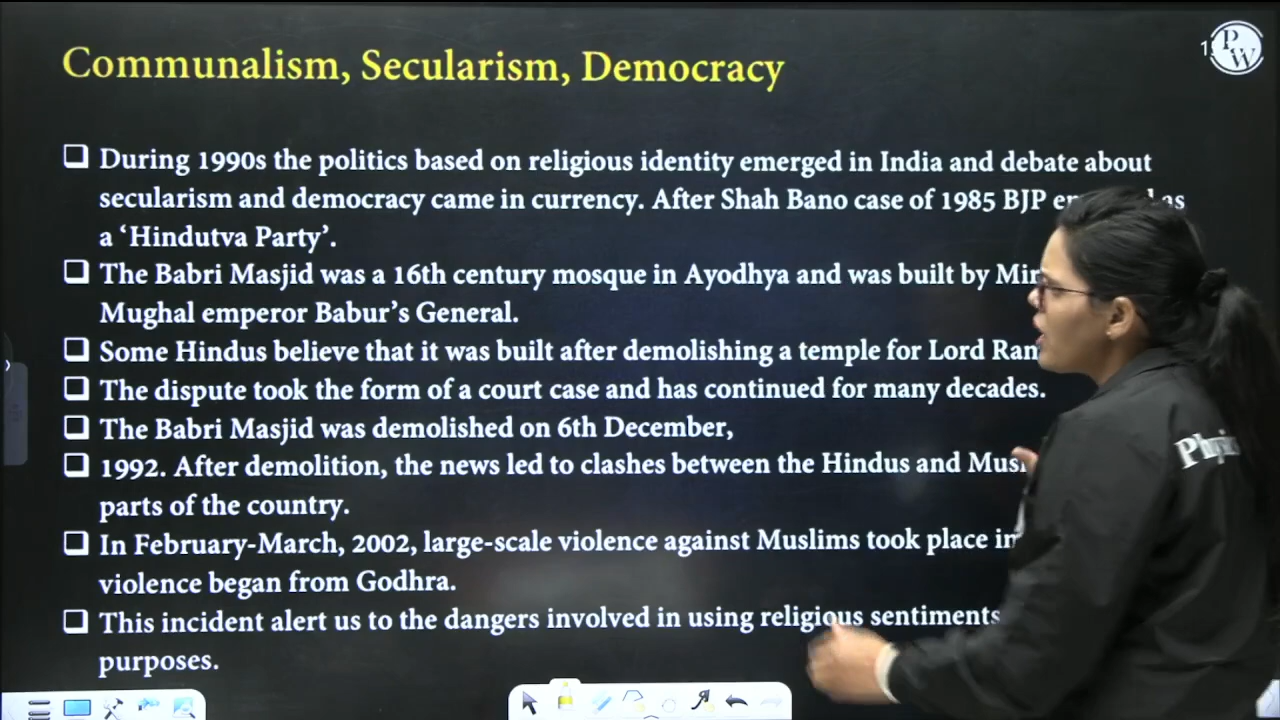 Communalism, Secularism, Democracy
PW
❑ During 1990s the politics based on religious identity emerged in India and debate about
secularism and democracy came in currency. After Shah Bano case of 1985 BJP as
a ‘Hindutva Party’.
❑ The Babri Masjid was a 16th century mosque in Ayodhya and was built by
Mughal emperor Babur’s General.
❑ Some Hindus believe that it was built after demolishing a temple for Lord
❑ The dispute took the form of a court case and has continued for many decades.
❑ The Babri Masjid was demolished on 6th December,
❑ 1992. After demolition, the news led to clashes between the Hindus and
parts of the country.
❑ In February-March, 2002, large-scale violence against Muslims took place in
violence began from Godhra.
❑ This incident alert us to the dangers involved in using religious sentiments
purposes.